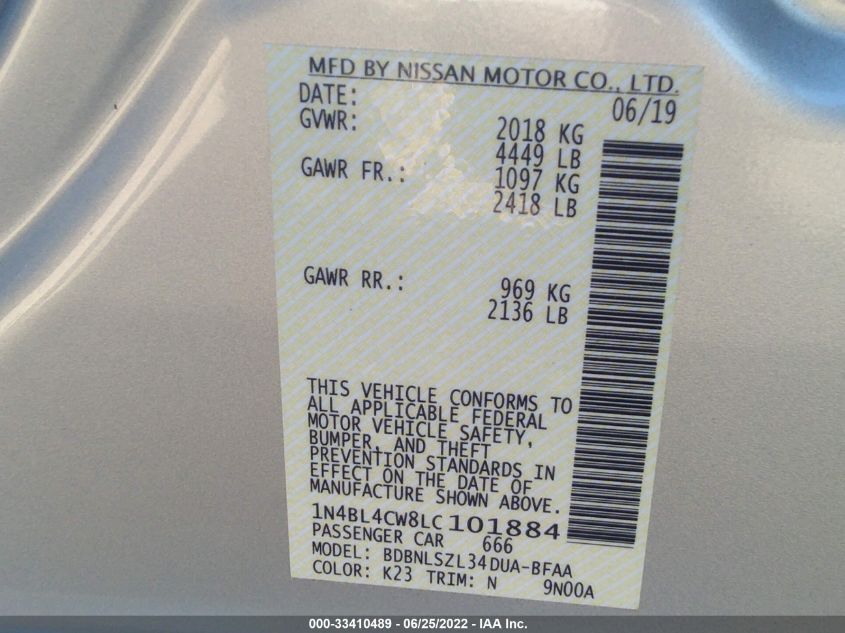 MFD BY NISSAN MOTOR CO., LTD.
DATE: 06/19
GVWR: 2018 KG
4449 LB
GAWR FR.: 1097 KG
2418 LB
GAWR RR.: 969 KG
2136 LB
THIS VEHICLE CONFORMS TO
ALL APPLICABLE FEDERAL
MOTOR VEHICLE SAFETY,
BUMPER, AND THEFT
PREVENTION STANDARDS IN
EFFECT ON THE DATE OF
MANUFACTURE SHOWN ABOVE.
1N4BL4CW8LC101884
PASSENGER CAR 666
MODEL: BDBNLSZL34DUA-BFAA
COLOR: K23 TRIM: N 9N00A
000-33410489 - 06/25/2022 - IAA Inc.